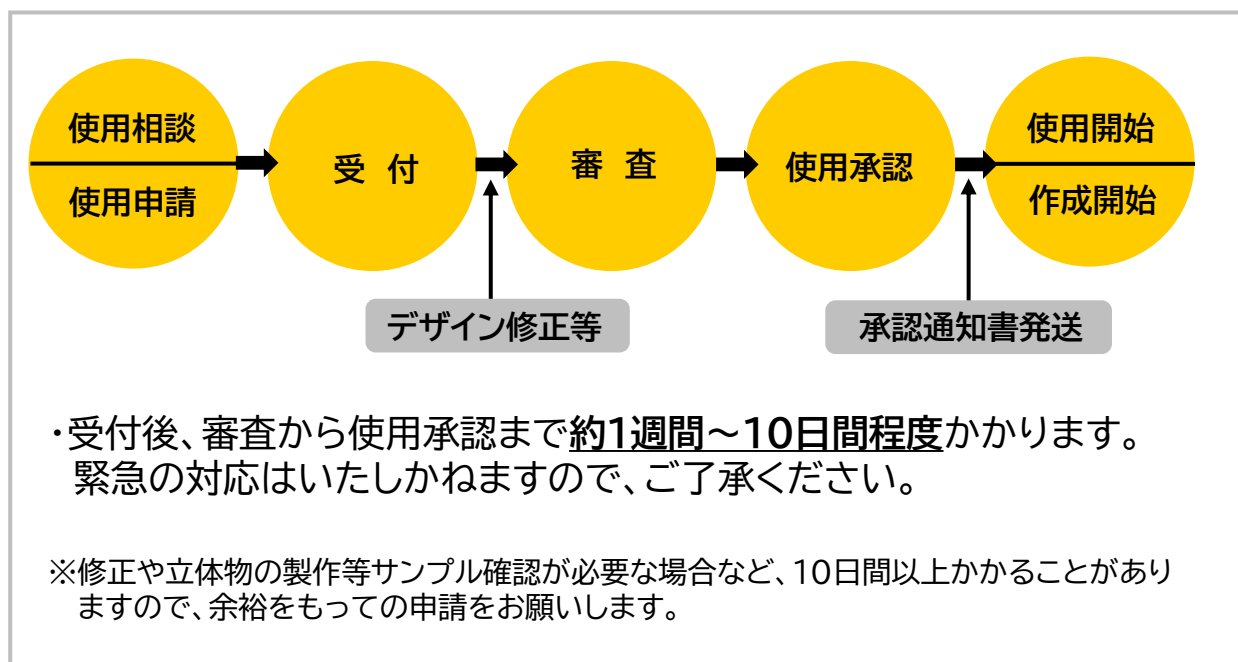 使用相談
使用申請
受 付
審 査
使用承認
使用開始
作成開始
デザイン修正等
承認通知書発送
・受付後、審査から使用承認まで約1週間～10日間程度かかります。
緊急の対応はいたしかねますので、ご了承ください。
※修正や立体物の製作等サンプル確認が必要な場合など、10日間以上かかることがあり
ますので、余裕をもっての申請をお願いします。